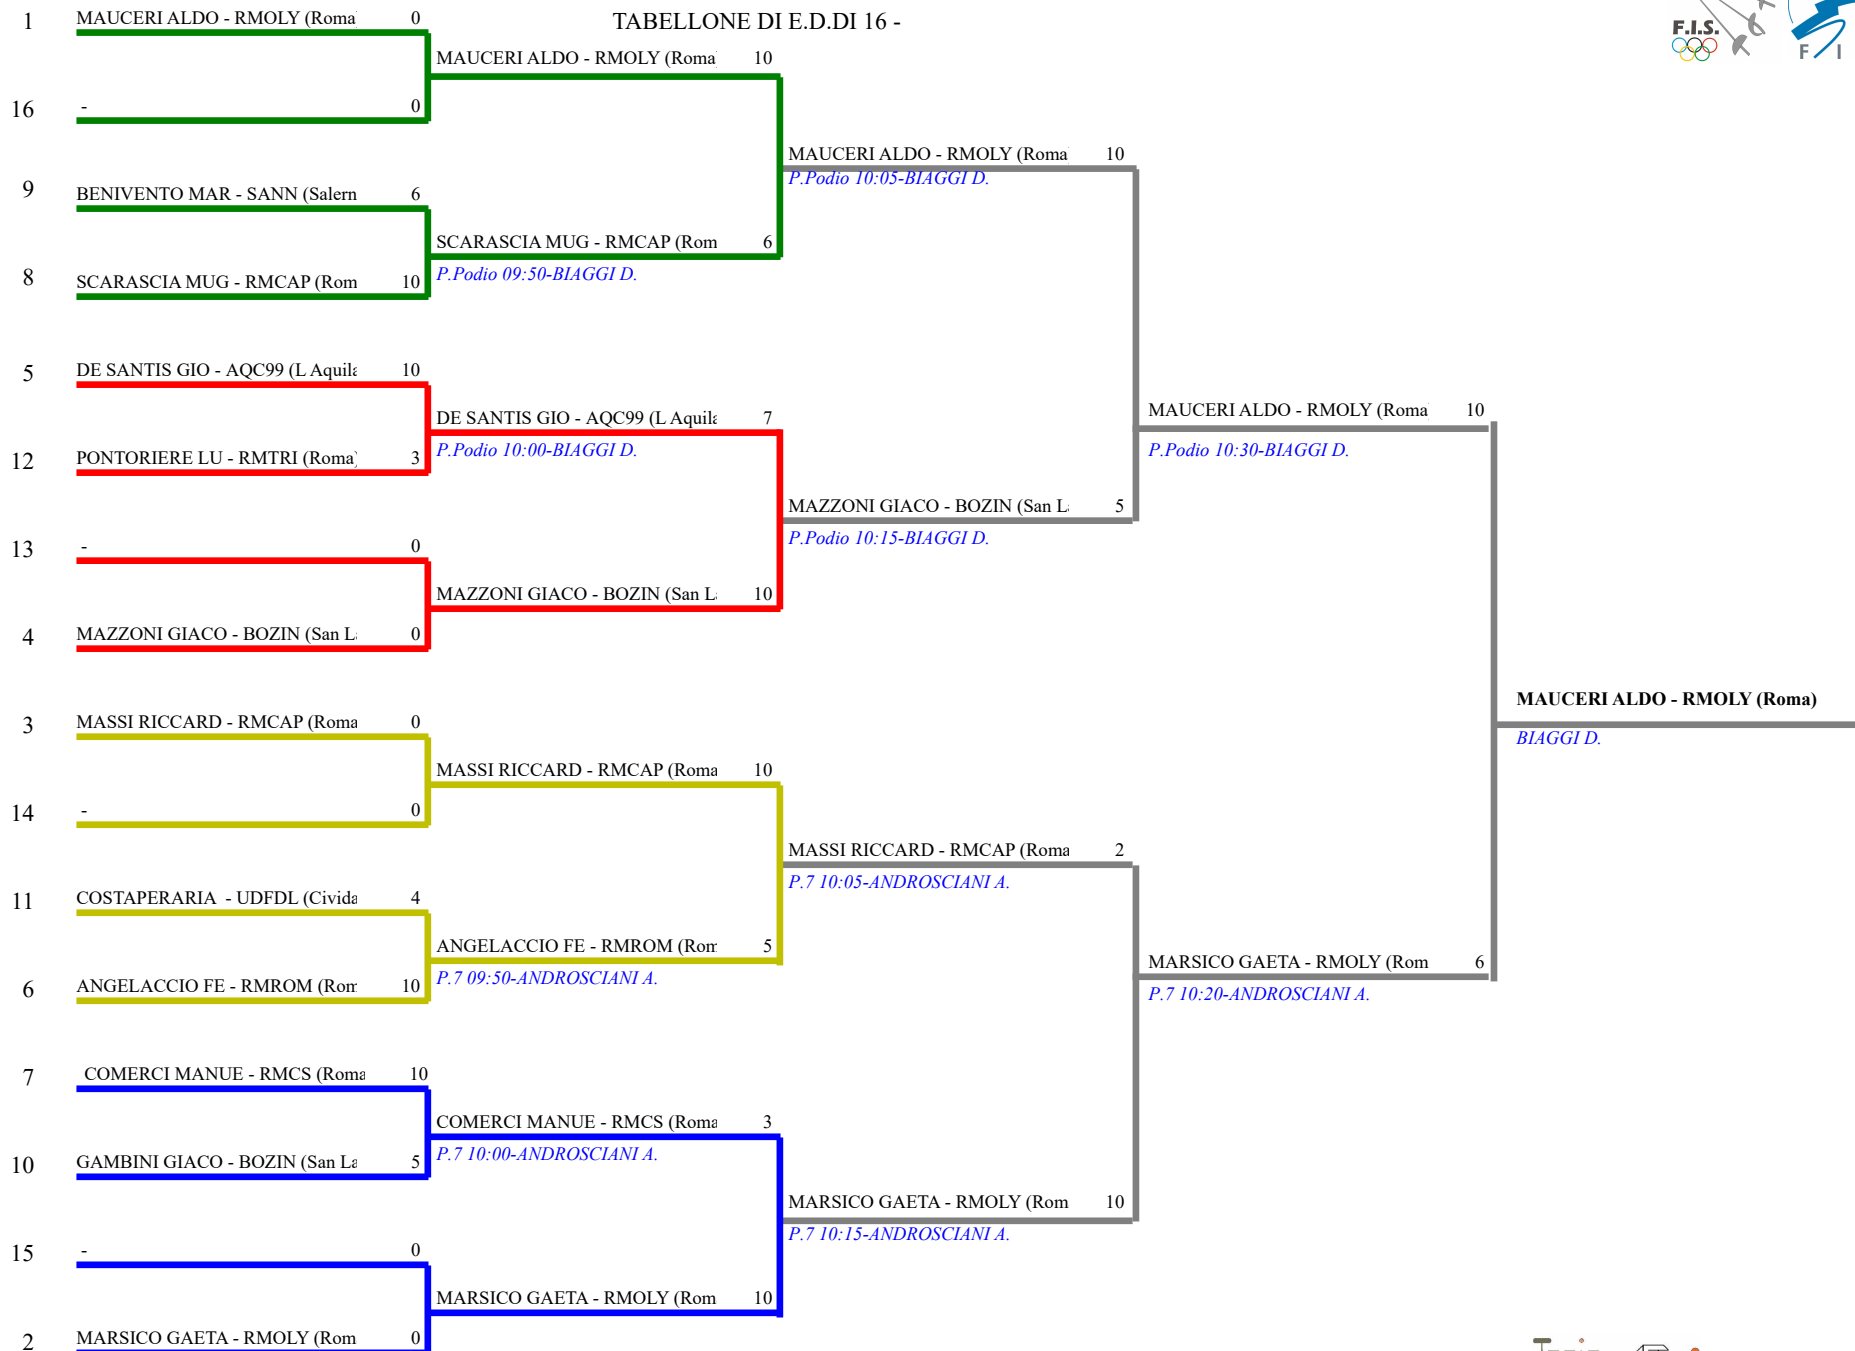 TABELLONE DI E.D.DI 16 -
F.I.S.
F I
1 MAUCERI ALDO - RMOLY (Roma 0
MAUCERI ALDO - RMOLY (Roma 10
16 - 0
MAUCERI ALDO - RMOLY (Roma 10
P.Podio 10:05-BIAGGI D.
9 BENIVENTO MAR - SANN (Salern 6
SCARASCIA MUG - RMCAP (Rom 6
P.Podio 09:50-BIAGGI D.
8 SCARASCIA MUG - RMCAP (Rom 10
5 DE SANTIS GIO - AQC99 (L Aquila 10
DE SANTIS GIO - AQC99 (L Aquila 7
P.Podio 10:00-BIAGGI D.
MAUCERI ALDO - RMOLY (Roma 10
P.Podio 10:30-BIAGGI D.
12 PONTORIERE LU - RMTRI (Roma) 3
MAZZONI GIACO - BOZIN (San L 5
P.Podio 10:15-BIAGGI D.
13 - 0
MAZZONI GIACO - BOZIN (San L 10
4 MAZZONI GIACO - BOZIN (San L 0
MAUCERI ALDO - RMOLY (Roma)
BIAGGI D.
3 MASSI RICCARD - RMCAP (Roma 0
MASSI RICCARD - RMCAP (Roma 10
14 - 0
MASSI RICCARD - RMCAP (Roma 2
P.7 10:05-ANDROSCIANI A.
11 COSTAPERARIA - UDFDL (Civida 4
ANGELACCIO FE - RMROM (Rom 5
P.7 09:50-ANDROSCIANI A.
MARSICO GAETA - RMOLY (Rom 6
P.7 10:20-ANDROSCIANI A.
6 ANGELACCIO FE - RMROM (Rom 10
7 COMERCI MANUE - RMCS (Roma 10
COMERCI MANUE - RMCS (Roma 3
P.7 10:00-ANDROSCIANI A.
10 GAMBINI GIACO - BOZIN (San La 5
MARSICO GAETA - RMOLY (Rom 10
P.7 10:15-ANDROSCIANI A.
15 - 0
MARSICO GAETA - RMOLY (Rom 10
2 MARSICO GAETA - RMOLY (Rom 0